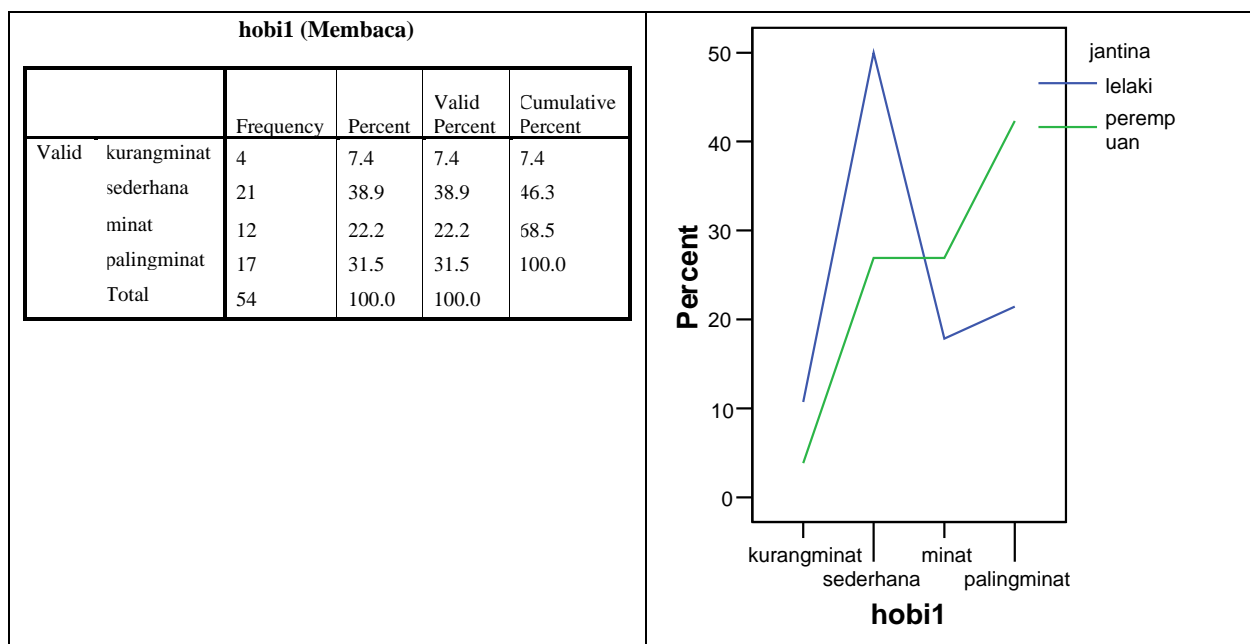 hobi1 (Membaca)
Frequency Percent Valid Percent Cumulative Percent
Valid kurangminat 4 7.4 7.4 7.4
sederhana 21 38.9 38.9 46.3
minat 12 22.2 22.2 68.5
palingminat 17 31.5 31.5 100.0
Total 54 100.0 100.0
50
40
30
20
10
0
Percent
kurangminat
sederhana
minat
palingminat
hobi1
jantina
lelaki
peremp
uan